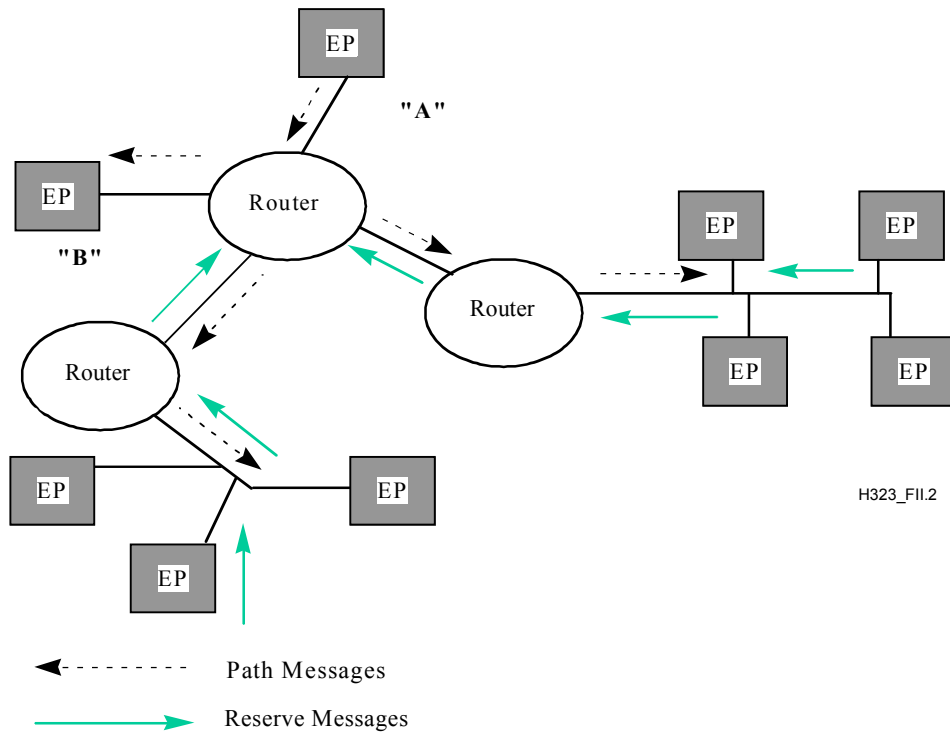 EP
"A"
EP
Router
EP
EP
"B"
Router
Router
EP
EP
EP
EP
H323_FII.2
EP
Path Messages
Reserve Messages